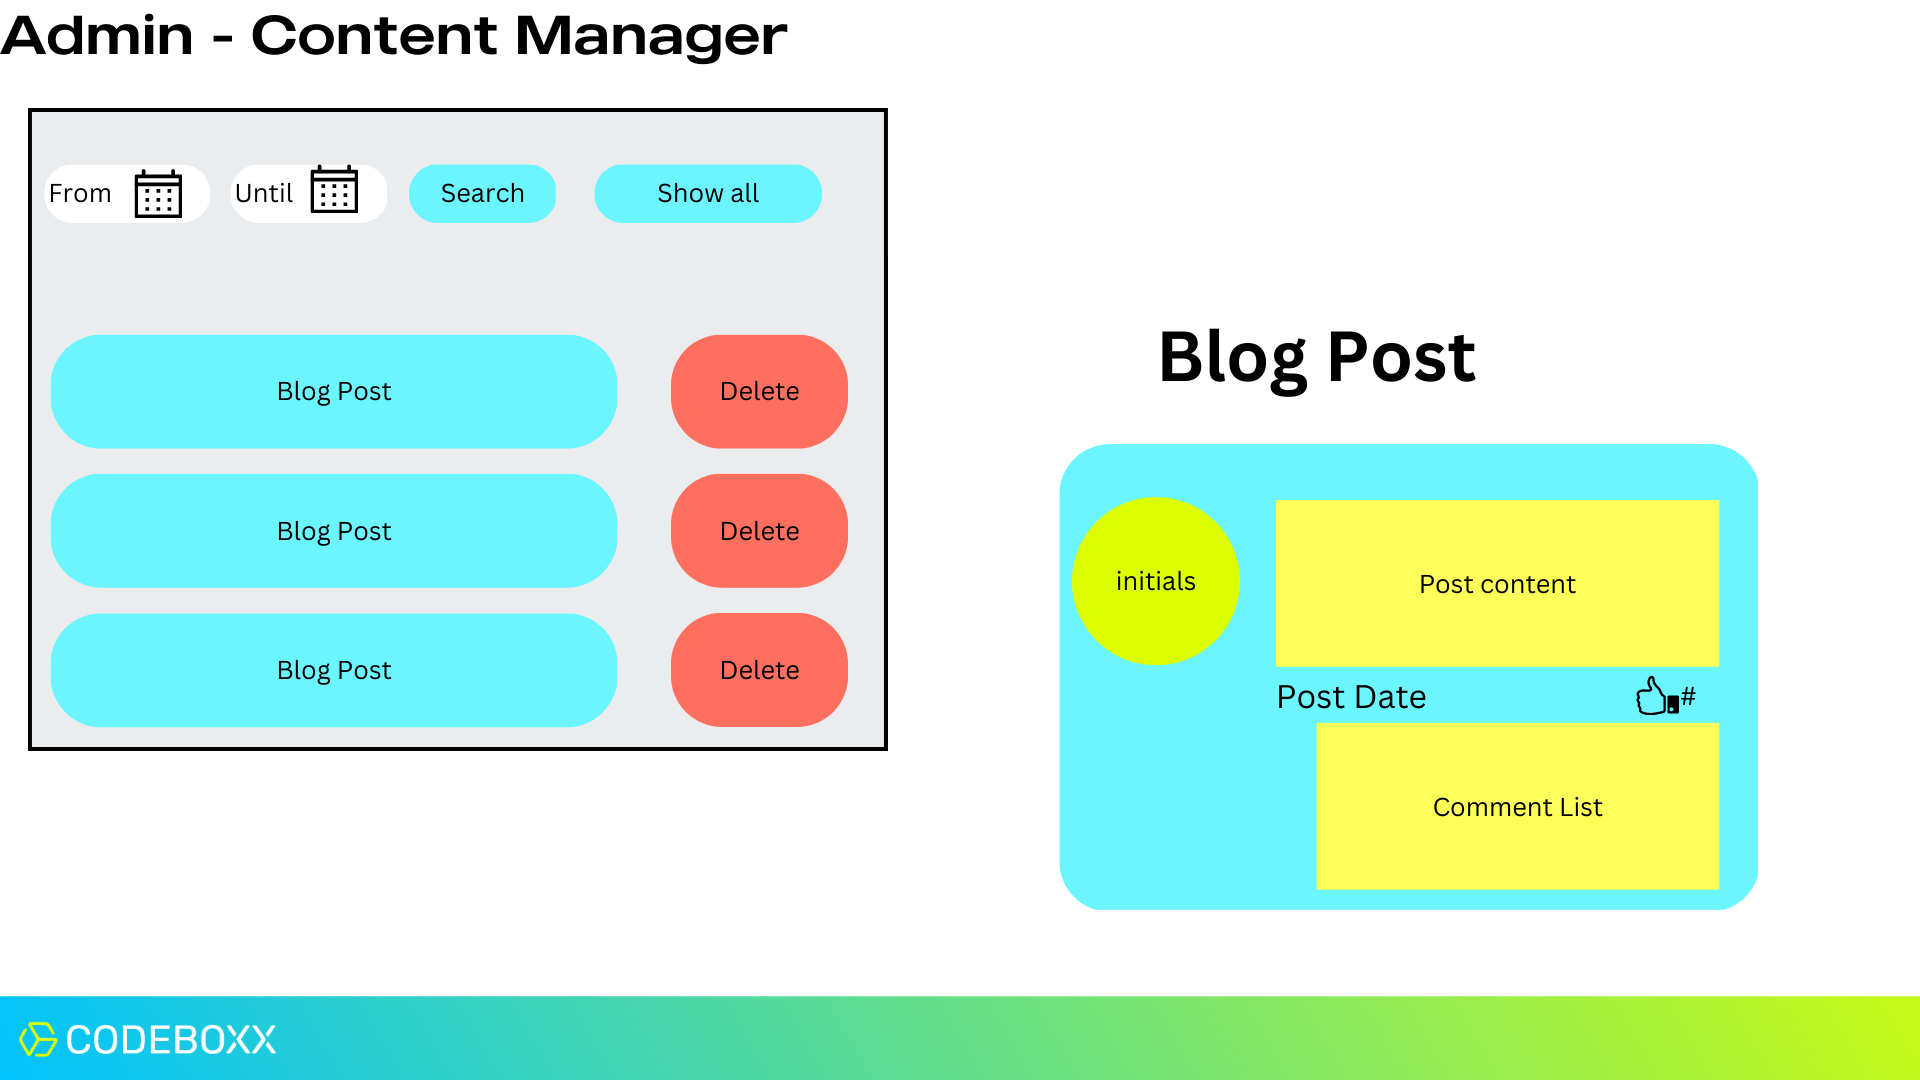 Admin - Content Manager
From
Until
Search
Show all
Blog Post
Delete
Blog Post
Delete
Blog Post
Delete
Blog Post
initials
Post content
Post Date
#
Comment List
CODEBOXX